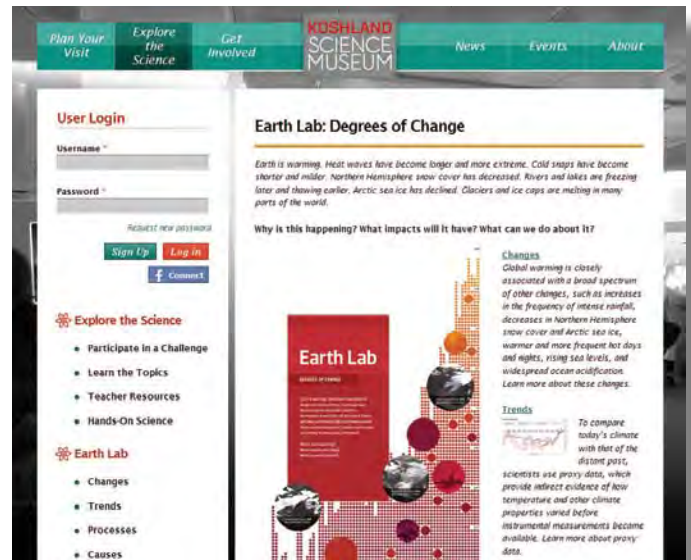 Plan Your
Visit
Explore
the
Science
Get
Involved
KOSHLAND
SCIENCE
MUSEUM
News
Events
About
User Login
Username *
Password *
Request new password
Sign Up
Log in
f Connect
Explore the Science
• Participate in a Challenge
• Learn the Topics
• Teacher Resources
• Hands-On Science
Earth Lab
• Changes
• Trends
• Processes
• Causes
Earth Lab: Degrees of Change
Earth is warming. Heat waves have become longer and more extreme. Cold snaps have become
shorter and milder. Northern Hemisphere snow cover has decreased. Rivers and lakes are freezing
later and thawing earlier. Arctic sea ice has declined. Glaciers and ice caps are melting in many
parts of the world.
Why is this happening? What impacts will it have? What can we do about it?
Earth Lab
Changes
Global warming is closely
associated with a broad spectrum
of other changes, such as increases
in the frequency of intense rainfall,
decreases in Northern Hemisphere
snow cover and Arctic sea ice,
warmer and more frequent hot days
and nights, rising sea levels, and
widespread ocean acidification.
Learn more about these changes.
Trends
To compare
today's climate
with that of the
distant past,
scientists use proxy data, which
provide indirect evidence of how
temperature and other climate
properties varied before
instrumental measurements became
available. Learn more about proxy
data.